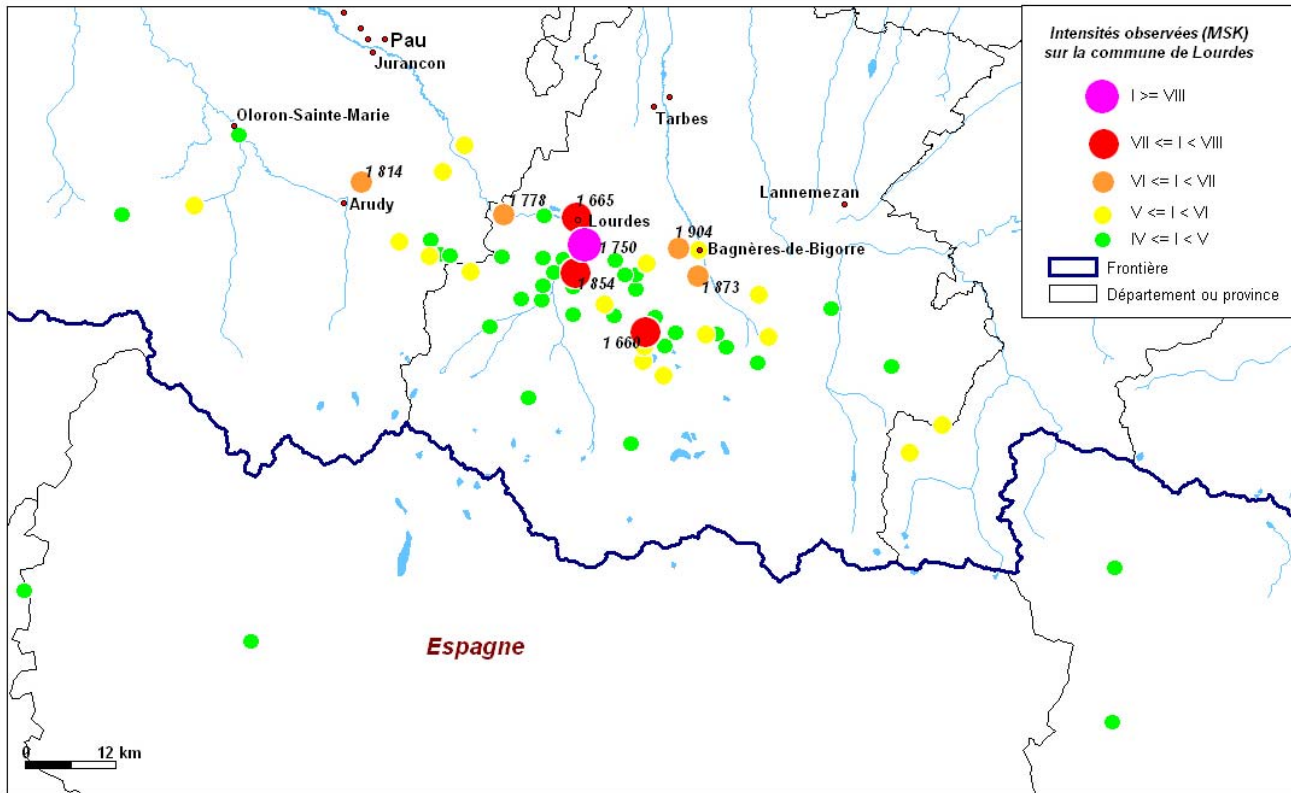 Pau
Jurançon
Oloron-Sainte-Marie
Tarbes
1 814
Arudy
1 778
1 665
Lourdes
Lannemezan
1 904
1 750
Bagnères-de-Bigorre
1 854
1 873
1 660
Espagne
0 12 km
Intensités observées (MSK)
sur la commune de Lourdes
I >= VIII
VII <= I < VIII
VI <= I < VII
V <= I < VI
IV <= I < V
Frontière
Département ou province